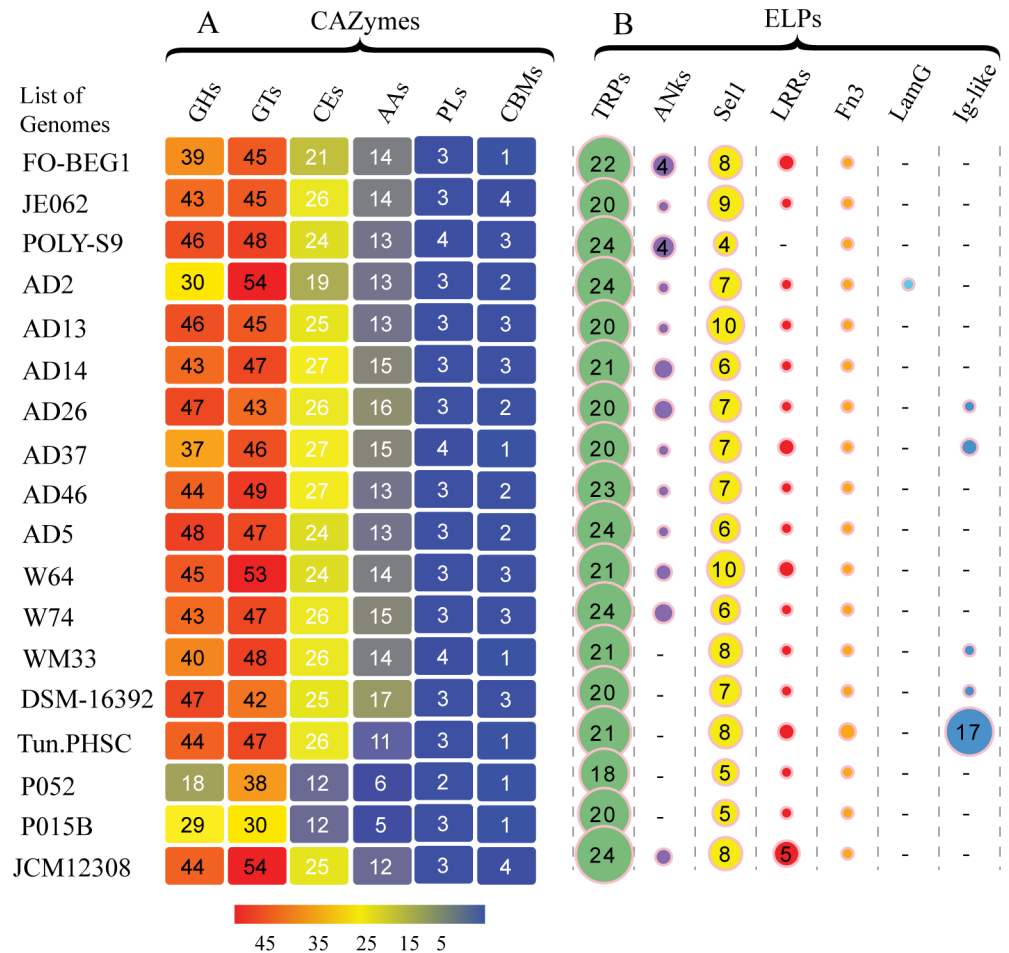 A CAZymes B ELPs
List of
Genomes
GHs GTs CEs AAs PLs CBMs TRPs ANks Sel1 LRRs Fn3 LamG Ig-like
FO-BEG1 39 45 21 14 3 1 22 4 8 - -
JE062 43 45 26 14 3 4 20 9 - -
POLY-S9 46 48 24 13 4 3 24 4 4 - - -
AD2 30 54 19 13 3 2 24 7 -
AD13 46 45 25 13 3 3 20 10 - -
AD14 43 47 27 15 3 3 21 6 - -
AD26 47 43 26 16 3 2 20 7 -
AD37 37 46 27 15 4 1 20 7 -
AD46 44 49 27 13 3 2 23 7 - -
AD5 48 47 24 13 3 2 24 6 - -
W64 45 53 24 14 3 3 21 10 - -
W74 43 47 26 15 3 3 24 6 - -
WM33 40 48 26 14 4 1 21 - 8 -
DSM-16392 47 42 25 17 3 3 20 - 7 -
Tun.PHSC 44 47 26 11 3 1 21 - 8 - 17
P052 18 38 12 6 2 1 18 - 5 - -
P015B 29 30 12 5 3 1 20 - 5 - -
JCM12308 44 54 25 12 3 4 24 8 5 - -
45 35 25 15 5